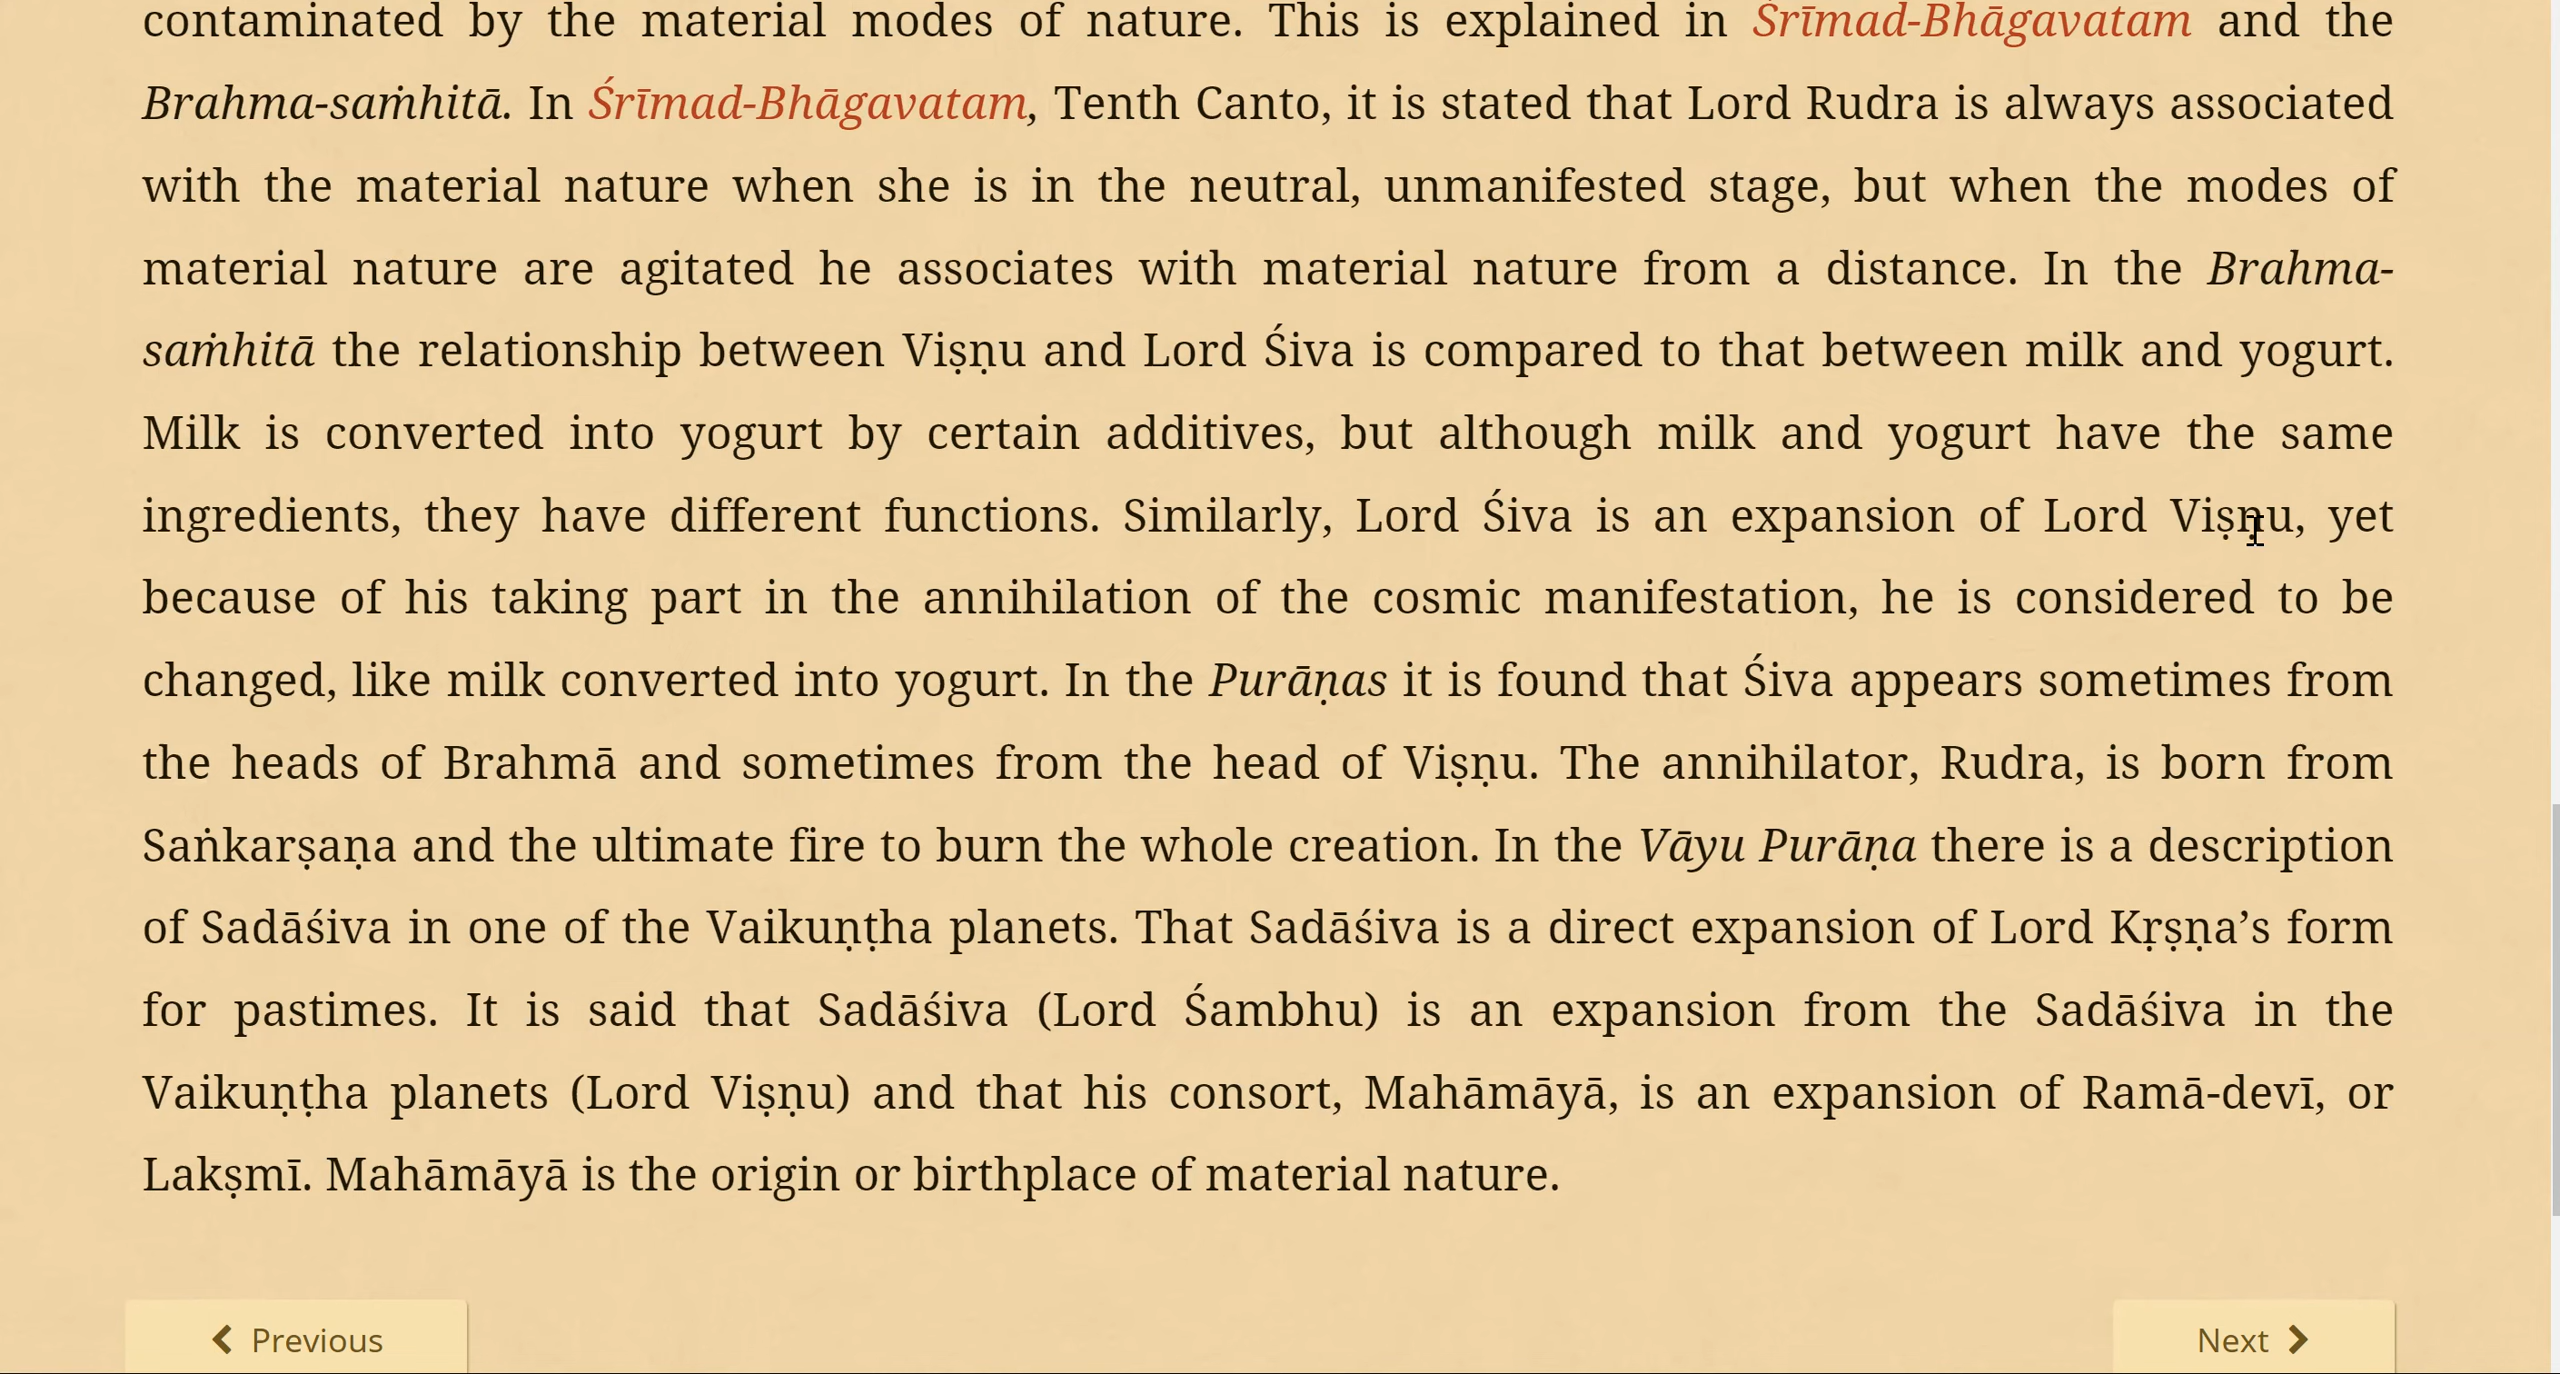 contaminated by the material modes of nature. This is explained in Śrīmad-Bhāgavatam and the
Brahma-saṁhitā. In Śrīmad-Bhāgavatam, Tenth Canto, it is stated that Lord Rudra is always associated
with the material nature when she is in the neutral, unmanifested stage, but when the modes of
material nature are agitated he associates with material nature from a distance. In the Brahma-
saṁhitā the relationship between Viṣṇu and Lord Śiva is compared to that between milk and yogurt.
Milk is converted into yogurt by certain additives, but although milk and yogurt have the same
ingredients, they have different functions. Similarly, Lord Śiva is an expansion of Lord Viṣṇu, yet
because of his taking part in the annihilation of the cosmic manifestation, he is considered to be
changed, like milk converted into yogurt. In the Purāṇas it is found that Śiva appears sometimes from
the heads of Brahmā and sometimes from the head of Viṣṇu. The annihilator, Rudra, is born from
Saṅkarṣaṇa and the ultimate fire to burn the whole creation. In the Vāyu Purāṇa there is a description
of Sadāśiva in one of the Vaikuṇṭha planets. That Sadāśiva is a direct expansion of Lord Kṛṣṇa’s form
for pastimes. It is said that Sadāśiva (Lord Śambhu) is an expansion from the Sadāśiva in the
Vaikuṇṭha planets (Lord Viṣṇu) and that his consort, Mahāmāyā, is an expansion of Ramā-devī, or
Lakṣmī. Mahāmāyā is the origin or birthplace of material nature.
Previous
Next